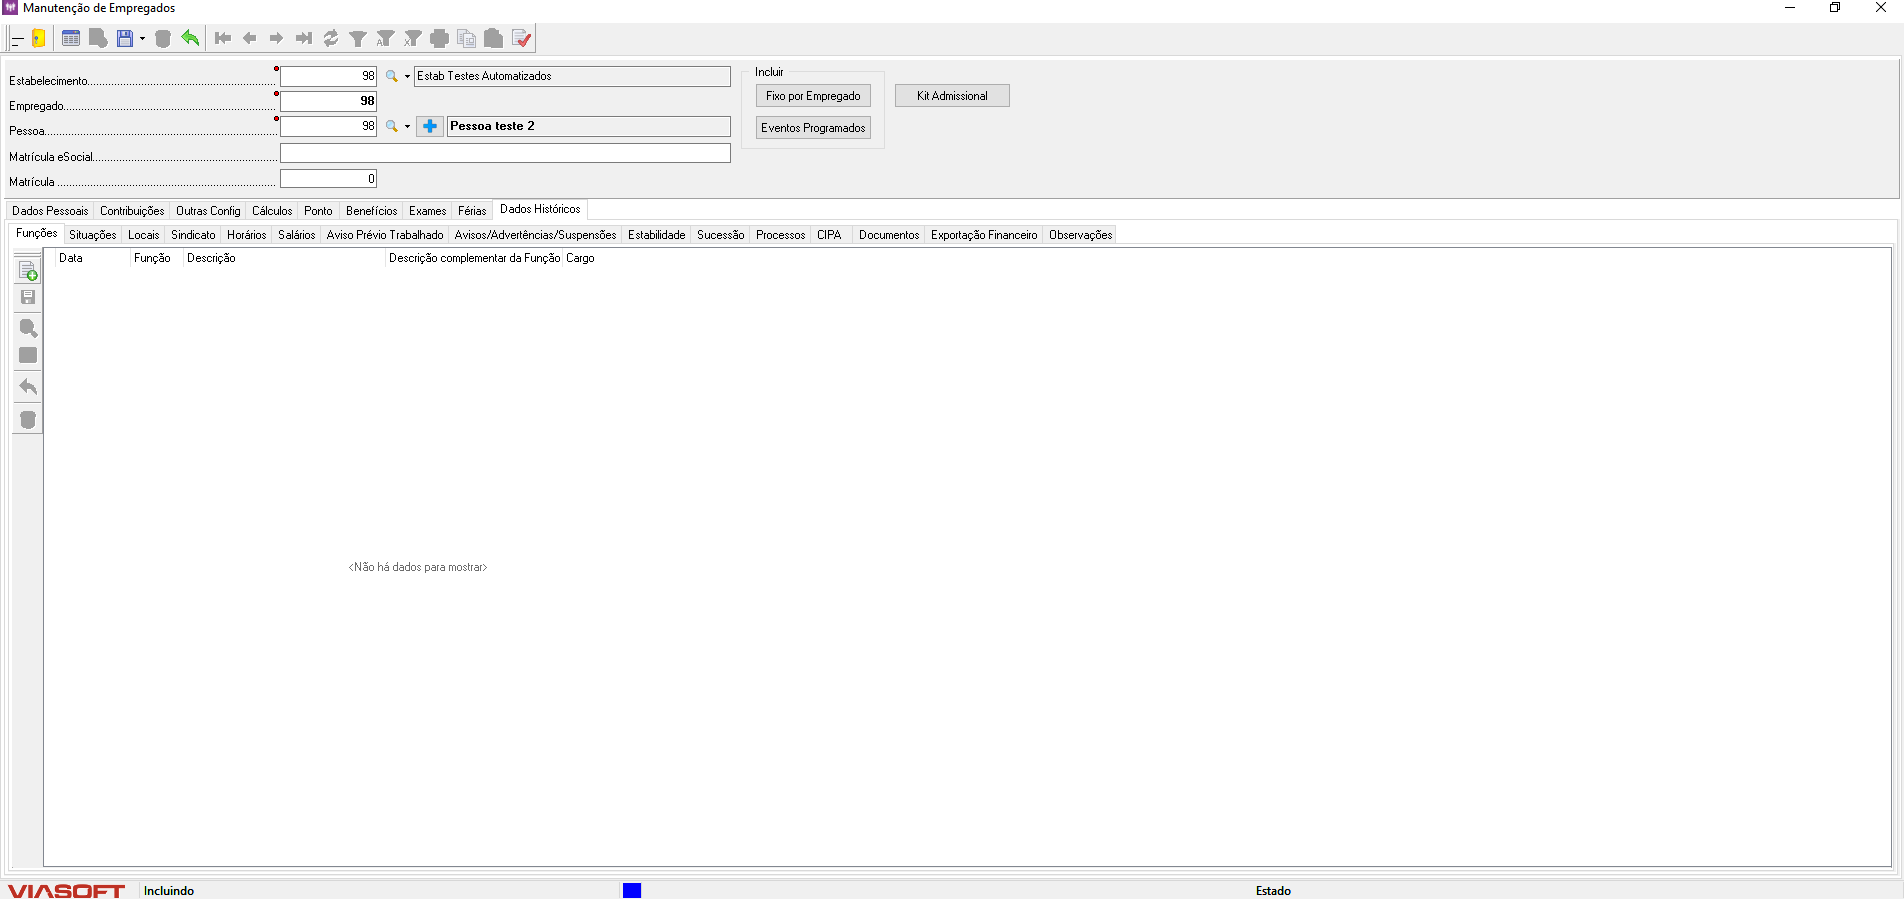 Manutenção de Empregados
Estabelecimento 98 Estab Testes Automatizados
Empregado 98
Pessoa 98 Pessoa teste 2
Matrícula eSocial
Matrícula 0
Incluir
Fixo por Empregado
Eventos Programados
Kit Admissional
Dados Pessoais Contribuições Outras Config Cálculos Ponto Benefícios Exames Férias Dados Históricos
Funções Situações Locais Sindicato Horários Salários Aviso Prévio Trabalhado Avisos/Advertências/Suspensões Estabilidade Sucessão Processos CIPA Documentos Exportação Financeiro Observações
Data Função Descrição Descrição complementar da Função Cargo
<Não há dados para mostrar>
VIASOFT Incluindo Estado